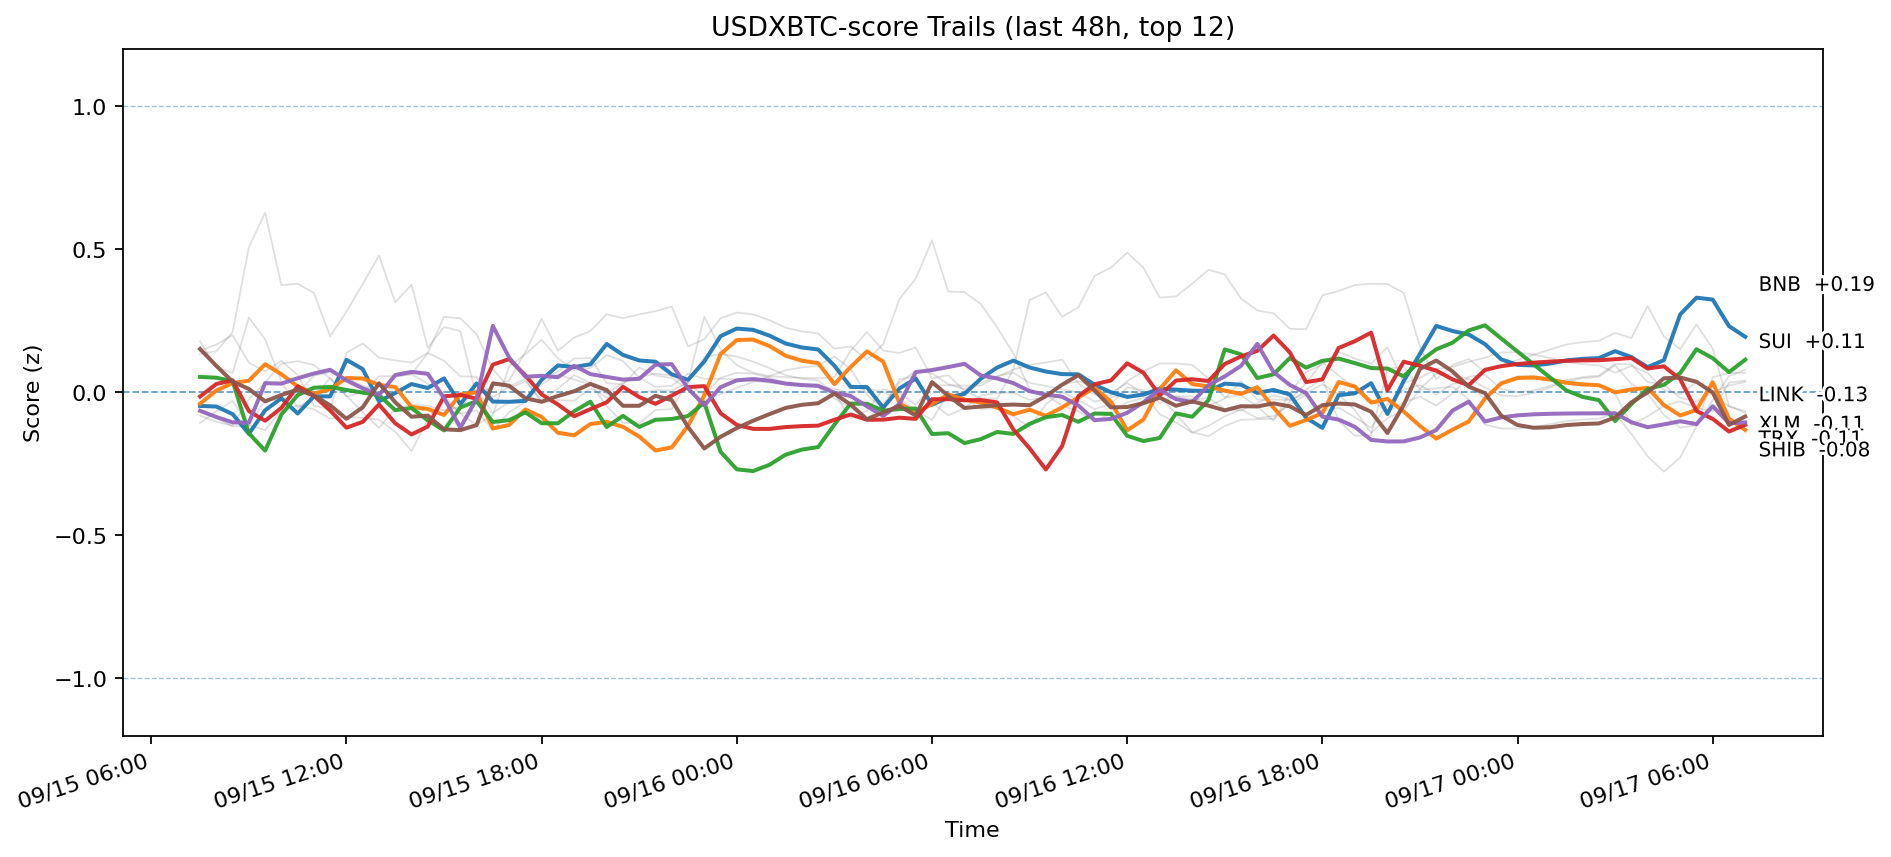 USDXBTC-score Trails (last 48h, top 12)
Score (z)
1.0
0.5
0.0
−0.5
−1.0
BNB +0.19
SUI +0.11
LINK -0.13
XLM -0.11
-0.11
SHIB -0.08
09/15 06:00
09/15 12:00
09/15 18:00
09/16 00:00
09/16 06:00
09/16 12:00
09/16 18:00
09/17 00:00
09/17 06:00
Time